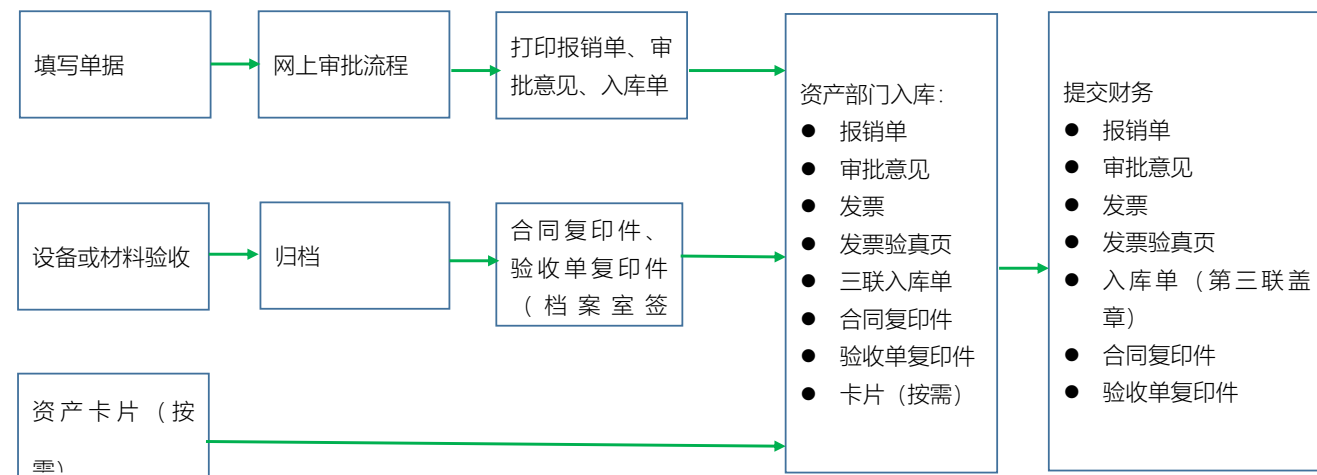 填写单据
网上审批流程
打印报销单、审
批意见、入库单
设备或材料验收
归档
合同复印件、
验收单复印件
（档案室签
资产卡片（按
需）
资产部门入库：
● 报销单
● 审批意见
● 发票
● 发票验真页
● 三联入库单
● 合同复印件
● 验收单复印件
● 卡片（按需）
提交财务
● 报销单
● 审批意见
● 发票
● 发票验真页
● 入库单（第三联盖
章）
● 合同复印件
● 验收单复印件